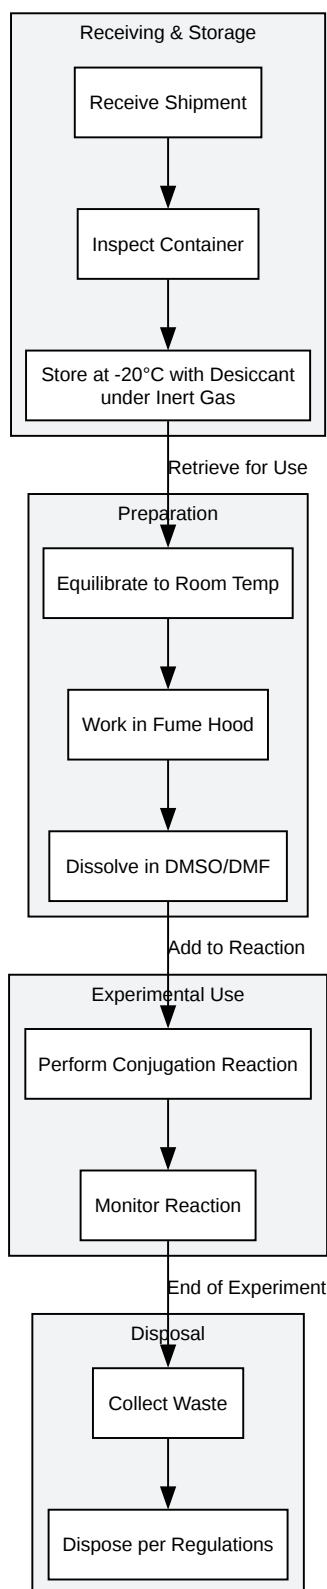 Receiving & Storage
Receive Shipment
Inspect Container
Store at -20°C with Desiccant
under Inert Gas
Retrieve for Use
Preparation
Equilibrate to Room Temp
Work in Fume Hood
Dissolve in DMSO/DMF
Add to Reaction
Experimental Use
Perform Conjugation Reaction
Monitor Reaction
End of Experiment
Disposal
Collect Waste
Dispose per Regulations